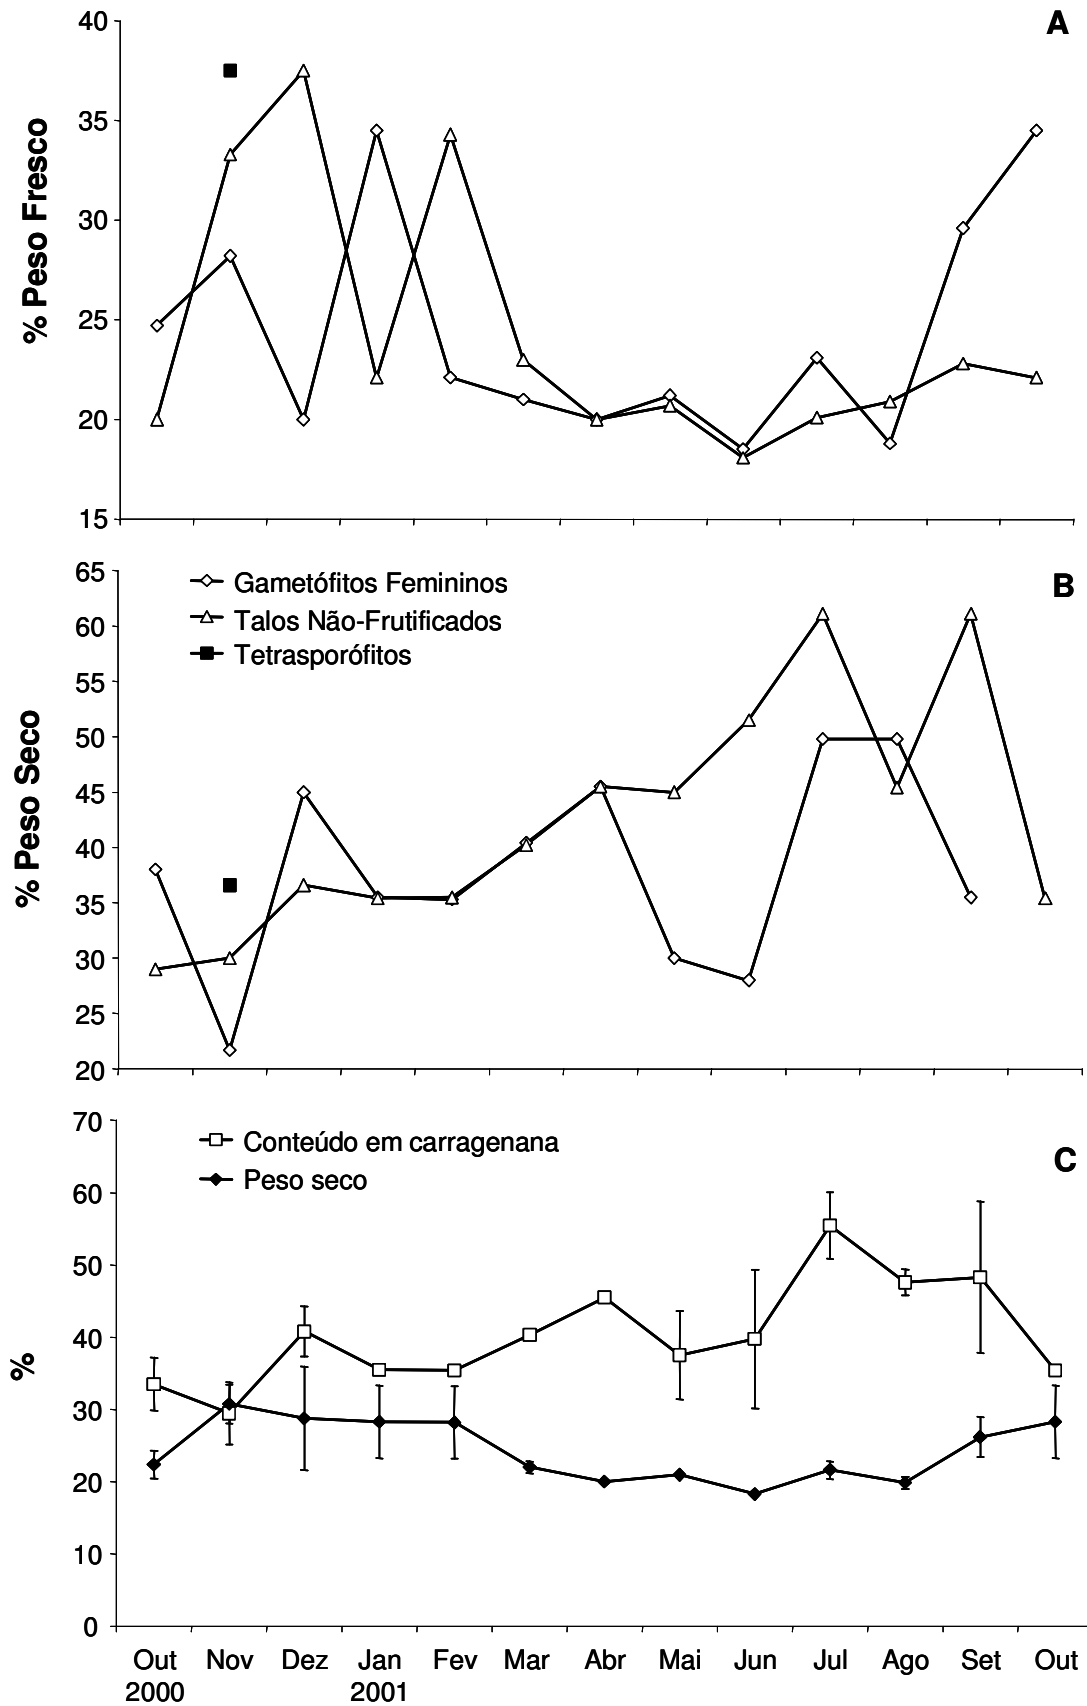 A
% Peso Fresco
40
35
30
25
20
15
B
% Peso Seco
65
60
55
50
45
40
35
30
25
20
Gametófitos Femininos
Talos Não-Frutificados
Tetrasporófitos
C
%
70
60
50
40
30
20
10
0
Conteúdo em carragenana
Peso seco
Out Nov Dez Jan Fev Mar Abr Mai Jun Jul Ago Set Out
2000 2001